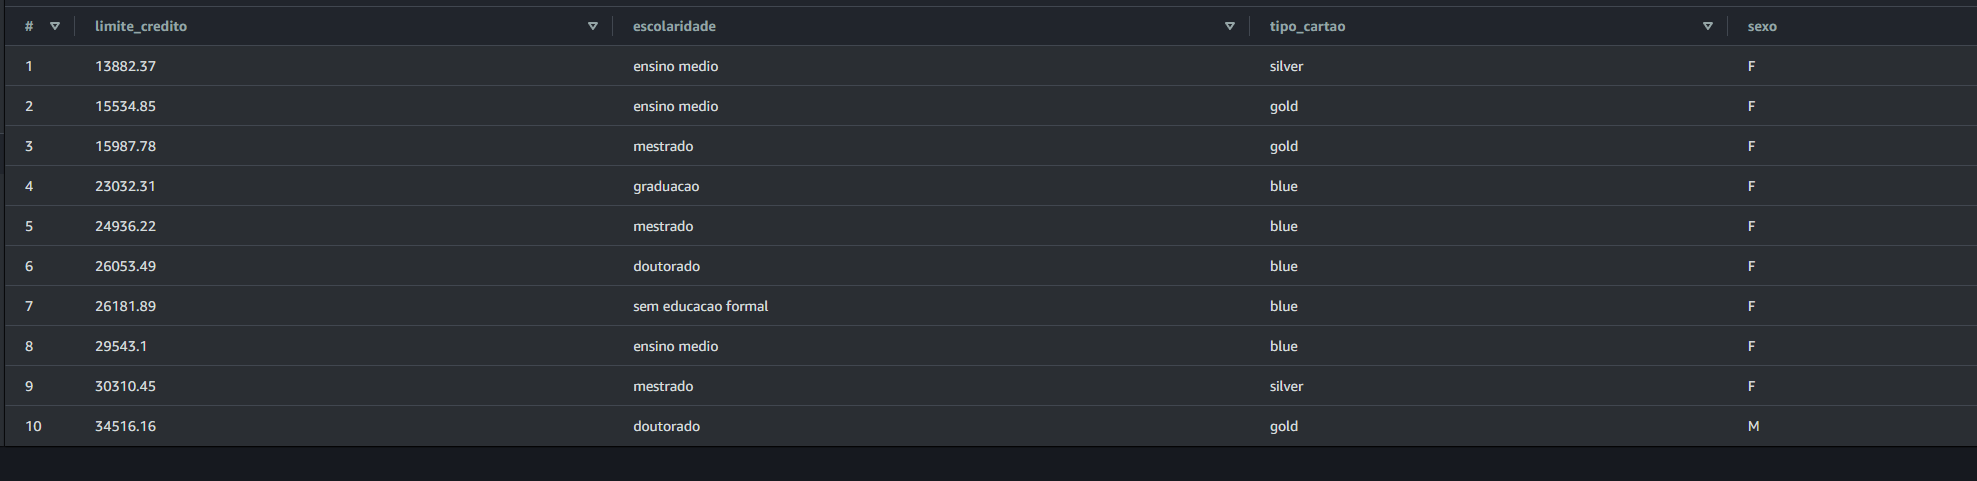 # limite_credito escolaridade tipo_cartao sexo
1 13882.37 ensino medio silver F
2 15534.85 ensino medio gold F
3 15987.78 mestrado gold F
4 23032.31 graduacao blue F
5 24936.22 mestrado blue F
6 26053.49 doutorado blue F
7 26181.89 sem educacao formal blue F
8 29543.1 ensino medio blue F
9 30310.45 mestrado silver F
10 34516.16 doutorado gold M